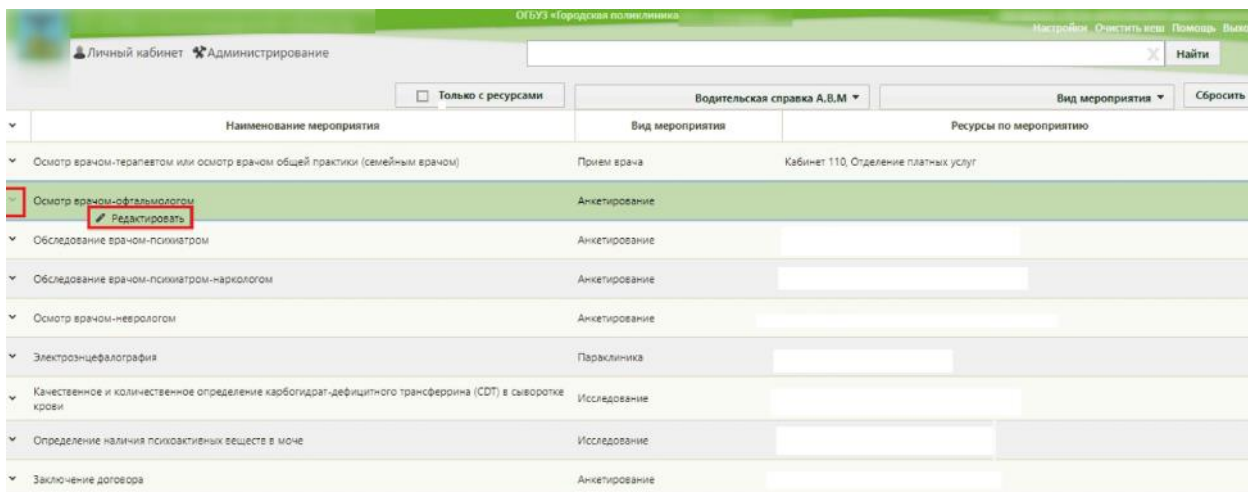 ОГБУЗ «Городская поликлиника
Настройки Очистить кеш Помощь Выхо
Личный кабинет Администрирование
X Найти
Только с ресурсами Водительская справка А,В,М Вид мероприятия Сбросить
Наименование мероприятия Вид мероприятия Ресурсы по мероприятию
Осмотр врачом-терапевтом или осмотр врачом общей практики (семейным врачом) Прием врача Кабинет 110, Отделение платных услуг
Осмотр врачом-офтальмологом Анкетирование
Редактировать
Обследование врачом-психиатром Анкетирование
Обследование врачом-психиатром-наркологом Анкетирование
Осмотр врачом-неврологом Анкетирование
Электроэнцефалография Параклиника
Качественное и количественное определение карбогидрат-дефицитного трансферрина (CDT) в сыворотке
крови Исследование
Определение наличия психоактивных веществ в моче Исследование
Заключение договора Анкетирование